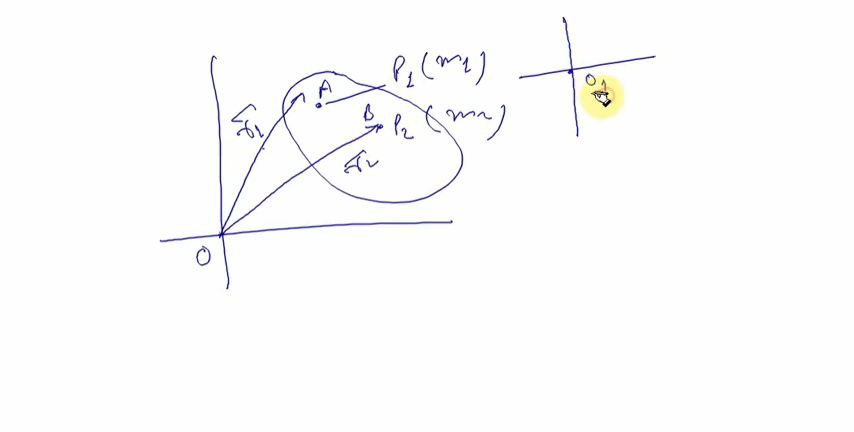 A
P₁ (m₁)
r₁
B
P₂ (m₂)
r₂
O
O₁